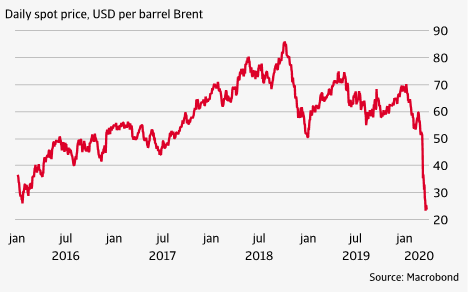 Daily spot price, USD per barrel Brent
90
80
70
60
50
40
30
20
jan jul jan jul jan jul jan jul jan
2016 2017 2018 2019 2020
Source: Macrobond